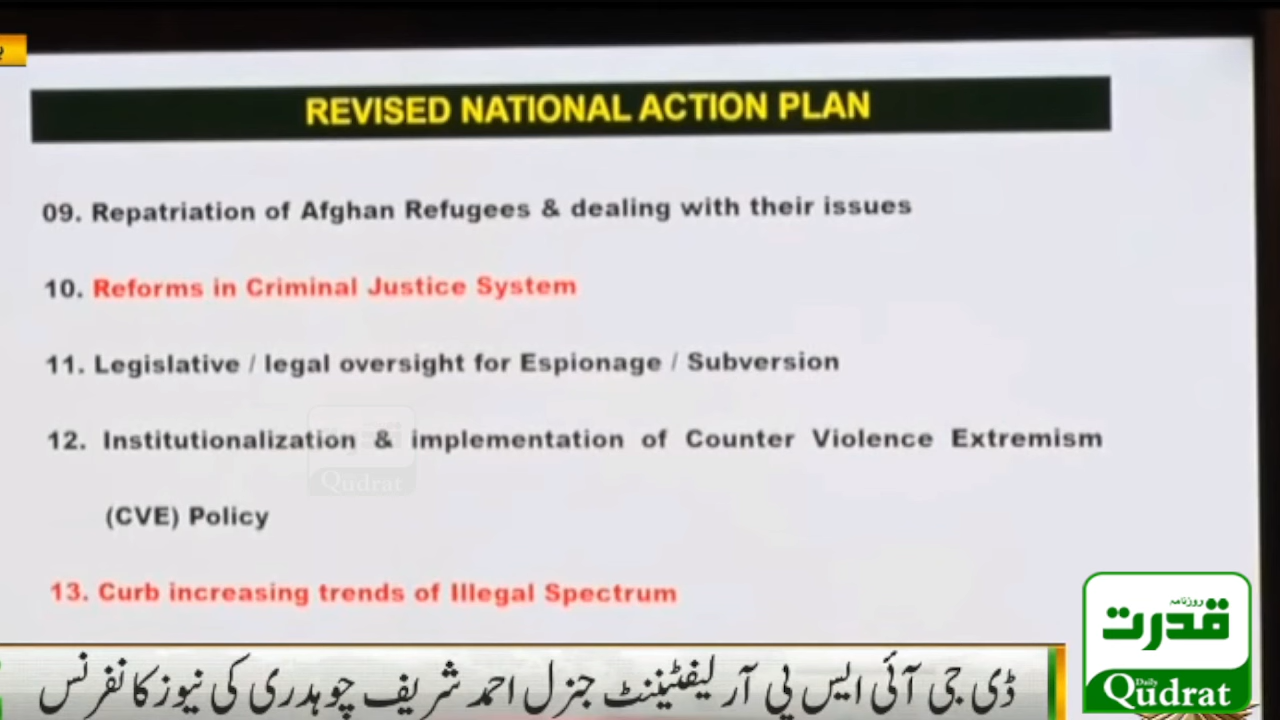 REVISED NATIONAL ACTION PLAN
09. Repatriation of Afghan Refugees & dealing with their issues
10. Reforms in Criminal Justice System
11. Legislative / legal oversight for Espionage / Subversion
12. Institutionalization & implementation of Counter Violence Extremism
(CVE) Policy
13. Curb increasing trends of Illegal Spectrum
Qudrat
روزنامہ
قدرت
Daily
Qudrat
ڈی جی آئی ایس پی آر لیفٹیننٹ جنرل احمد شریف چوہدری کی نیوز کانفرنس